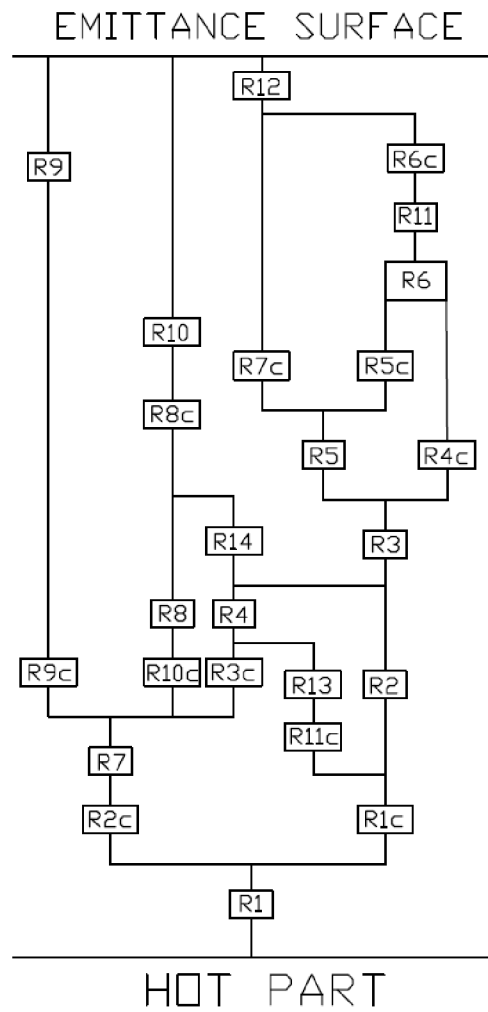 EMITTANCE SURFACE
R12
R6c
R9
R11
R6
R10
R7c
R5c
R8c
R5
R4c
R14
R3
R8
R4
R9c
R10c
R3c
R13
R2
R11c
R7
R2c
R1c
R1
HOT PART